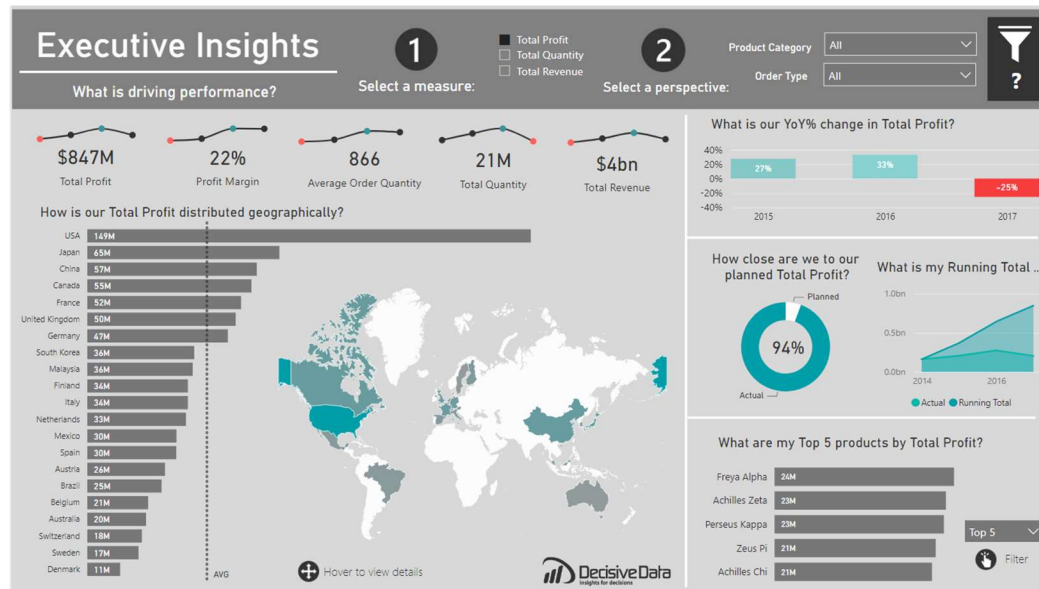 Executive Insights
What is driving performance?
1
Select a measure:
Total Profit
Total Quantity
Total Revenue
2
Select a perspective:
Product Category
All
Order Type
All
?
$847M
Total Profit
22%
Profit Margin
866
Average Order Quantity
21M
Total Quantity
$4bn
Total Revenue
How is our Total Profit distributed geographically?
USA 149M
Japan 65M
China 57M
Canada 55M
France 52M
United Kingdom 50M
Germany 47M
South Korea 36M
Malaysia 36M
Finland 34M
Italy 34M
Netherlands 33M
Mexico 30M
Spain 30M
Austria 26M
Brazil 25M
Belgium 21M
Australia 20M
Switzerland 18M
Sweden 17M
Denmark 11M
AVG
Hover to view details
DecisiveData
Insights for decisions
What is our YoY% change in Total Profit?
40%
20%
0%
-20%
-40%
27%
33%
-25%
2015 2016 2017
How close are we to our
planned Total Profit?
Planned
94%
Actual
What is my Running Total ..
1.0bn
0.5bn
0.0bn
2014 2016
Actual Running Total
What are my Top 5 products by Total Profit?
Freya Alpha 24M
Achilles Zeta 23M
Perseus Kappa 23M
Zeus Pi 21M
Achilles Chi 21M
Top 5
Filter